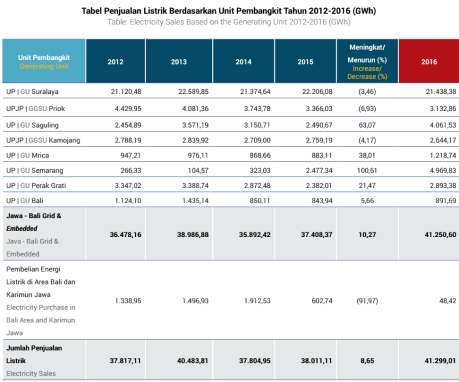 Tabel Penjualan Listrik Berdasarkan Unit Pembangkit Tahun 2012-2016 (GWh)
Table: Electricity Sales Based on the Generating Unit 2012-2016 (GWh)
Unit Pembangkit
Generating Unit
2012 2013 2014 2015
Meningkat/
Menurun (%)
Increase/
Decrease (%)
2016
UP | GU Suralaya 21.120,48 22.589,85 21.374,64 22.206,08 (3,46) 21.438,38
UPJP | GGSU Priok 4.429,95 4.081,36 3.743,78 3.366,03 (6,93) 3.132,86
UP | GU Saguling 2.454,89 3.571,19 3.150,71 2.490,67 63,07 4.061,53
UPJP | GGSU Kamojang 2.788,19 2.839,92 2.709,00 2.759,19 (4,17) 2.644,17
UP | GU Mrica 947,21 976,11 868,66 883,11 38,01 1.218,74
UP | GU Semarang 266,33 104,57 323,03 2.477,34 100,61 4.969,83
UP | GU Perak Grati 3.347,02 3.388,74 2.872,48 2.382,01 21,47 2.893,38
UP | GU Bali 1.124,10 1.435,14 850,11 843,94 5,66 891,69
Jawa - Bali Grid &
Embedded
Java - Bali Grid &
Embedded
36.478,16 38.986,88 35.892,42 37.408,37 10,27 41.250,60
Pembelian Energi
Listrik di Area Bali dan
Karimun Jawa
Electricity Purchase in
Bali Area and Karimun
Jawa
1.338,95 1.496,93 1.912,53 602,74 (91,97) 48,42
Jumlah Penjualan
Listrik
Electricity Sales
37.817,11 40.483,81 37.804,95 38.011,11 8,65 41.299,01